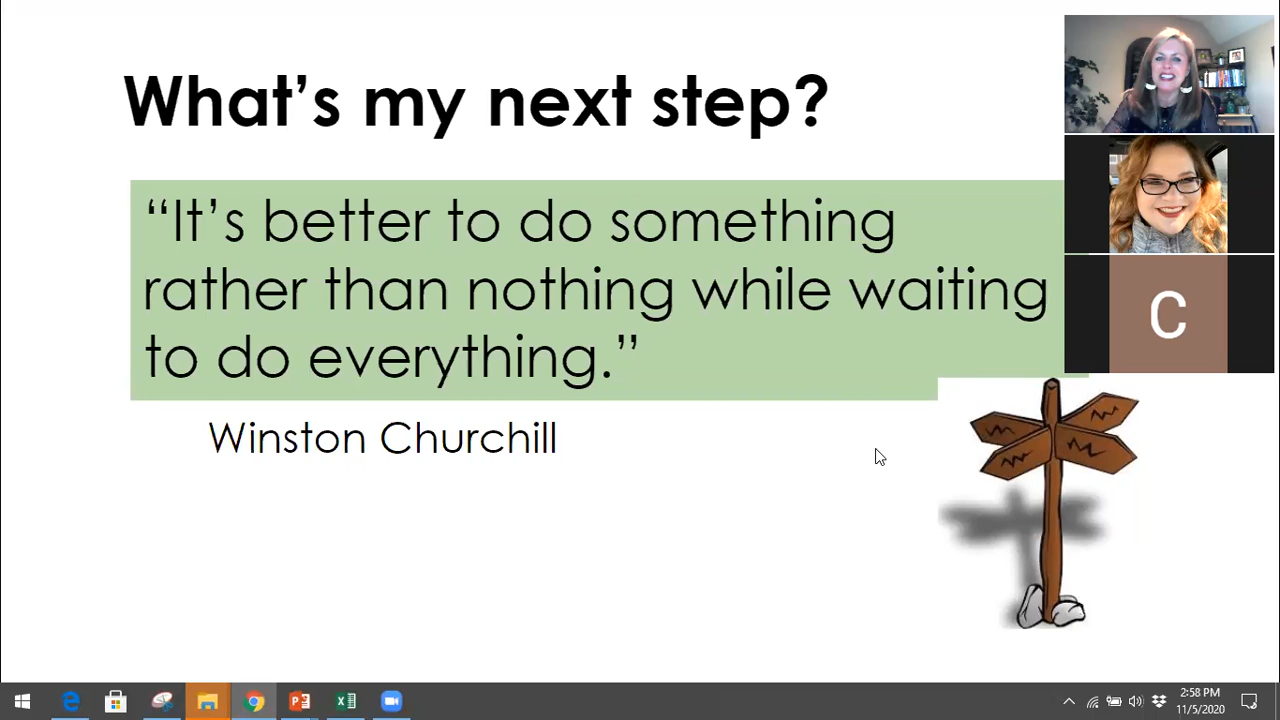 What’s my next step?
“It’s better to do something
rather than nothing while waiting
to do everything.”
Winston Churchill
C
2:58 PM
11/5/2020